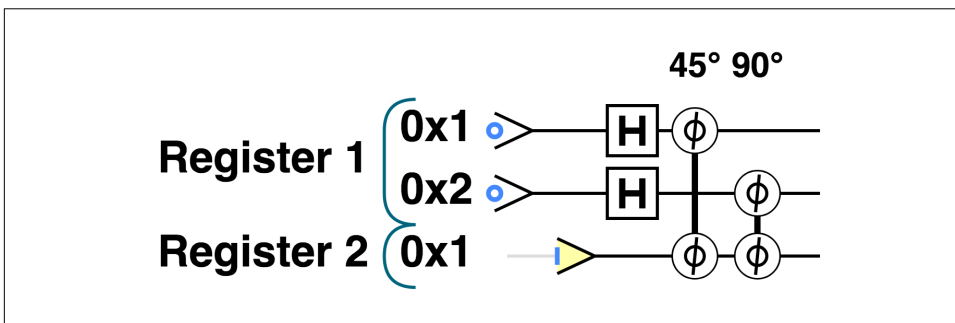 45° 90°
Register 1
0x1 H ϕ
0x2 H ϕ
Register 2 0x1 ϕ ϕ